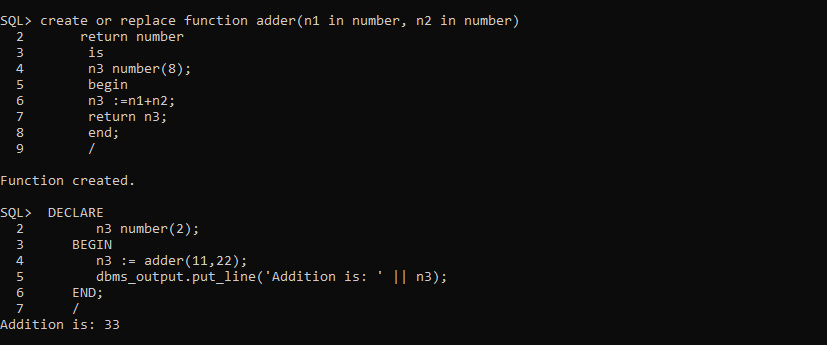 SQL> create or replace function adder(n1 in number, n2 in number)
  2       return number
  3        is
  4        n3 number(8);
  5        begin
  6        n3 :=n1+n2;
  7        return n3;
  8        end;
  9        /
Function created.
SQL>  DECLARE
  2         n3 number(2);
  3      BEGIN
  4         n3 := adder(11,22);
  5         dbms_output.put_line('Addition is: ' || n3);
  6      END;
  7      /
Addition is: 33